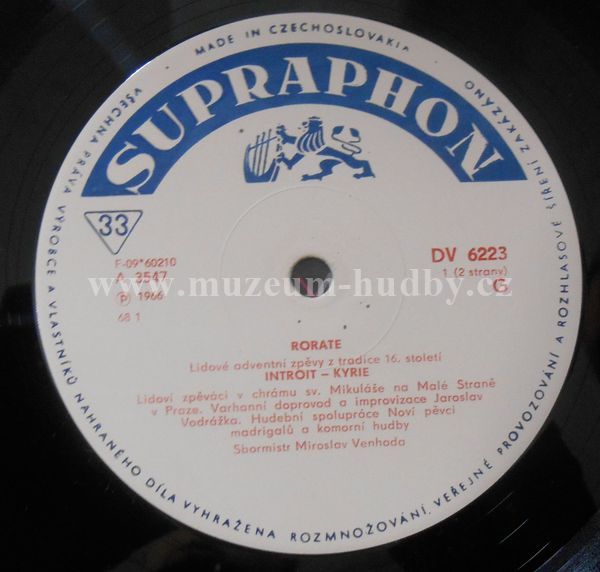 MADE IN CZECHOSLOVAKIA
SUPRAPHON
33
F-09*60210
A 3547
Ⓟ 1966
68 1
DV 6223
1 (2 strany)
G
www.muzeum-hudby.cz
RORATE
Lidové adventní zpěvy z tradice 16. století
INTROIT – KYRIE
Lidoví zpěváci v chrámu sv. Mikuláše na Malé Straně
v Praze. Varhanní doprovod a improvizace Jaroslav
Vodrážka. Hudební spolupráce Noví pěvci
madrigalů a komorní hudby
Sbormistr Miroslav Venhoda
VŠECHNA PRÁVA VÝROBCE A VLASTNÍKŮ NAHRANÉHO DÍLA VYHRAŽENA ROZMNOŽOVÁNÍ, VEŘEJNÉ PROVOZOVÁNÍ A ROZHLASOVÉ ŠÍŘENÍ ZAKÁZÁNO